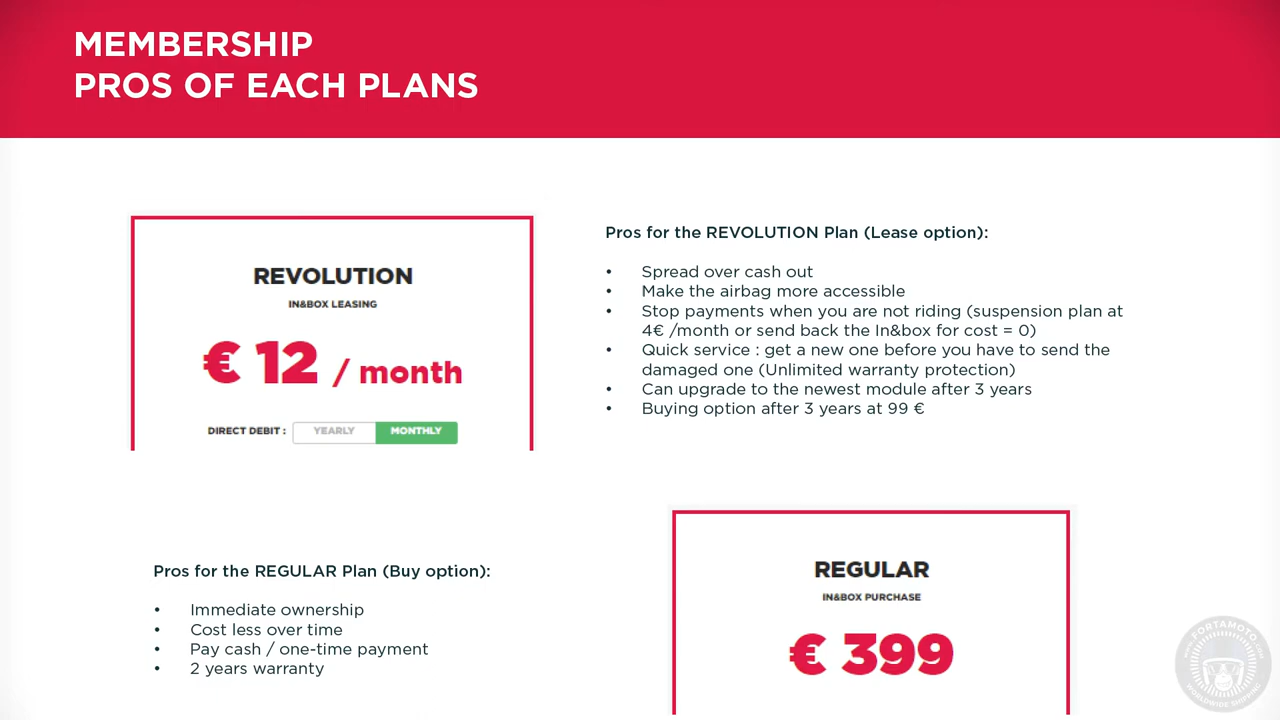 MEMBERSHIP
PROS OF EACH PLANS
REVOLUTION
IN&BOX LEASING
€ 12 / month
DIRECT DEBIT : YEARLY MONTHLY
Pros for the REVOLUTION Plan (Lease option):
• Spread over cash out
• Make the airbag more accessible
• Stop payments when you are not riding (suspension plan at
4€ /month or send back the In&box for cost = 0)
• Quick service : get a new one before you have to send the
damaged one (Unlimited warranty protection)
• Can upgrade to the newest module after 3 years
• Buying option after 3 years at 99 €
Pros for the REGULAR Plan (Buy option):
• Immediate ownership
• Cost less over time
• Pay cash / one-time payment
• 2 years warranty
REGULAR
IN&BOX PURCHASE
€ 399
www.PORTAMOTO.com
WORLDWIDE SHIPPING